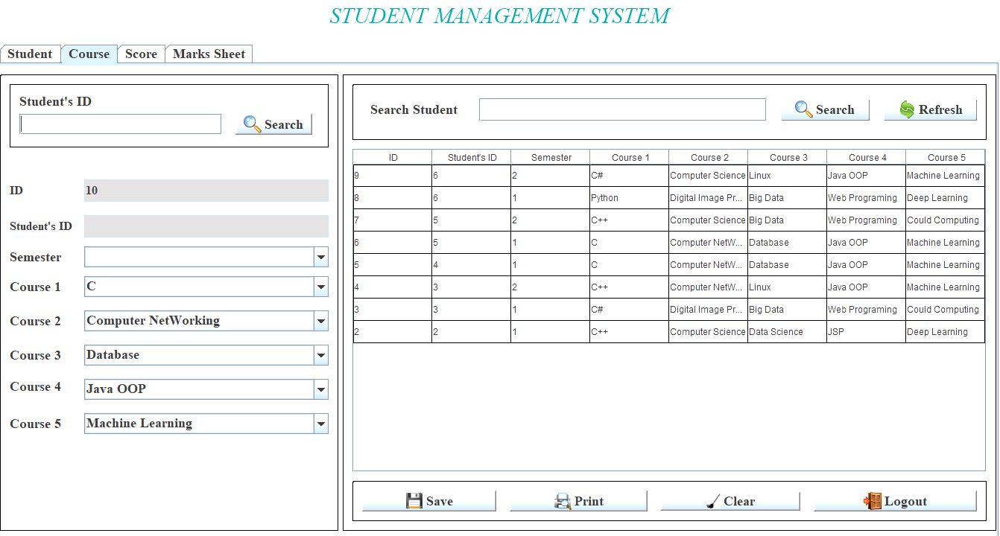 STUDENT MANAGEMENT SYSTEM
Student Course Score Marks Sheet
Student's ID
Search
ID 10
Student's ID
Semester
Course 1 C
Course 2 Computer NetWorking
Course 3 Database
Course 4 Java OOP
Course 5 Machine Learning
Search Student Search Refresh
ID Student's ID Semester Course 1 Course 2 Course 3 Course 4 Course 5
9 6 2 C# Computer Science Linux Java OOP Machine Learning
8 6 1 Python Digital Image Pr... Big Data Web Programing Deep Learning
7 5 2 C++ Computer Science Big Data Web Programing Could Computing
6 5 1 C Computer NetW... Database Java OOP Machine Learning
5 4 1 C Computer NetW... Database Java OOP Machine Learning
4 3 2 C++ Computer NetW... Linux Java OOP Machine Learning
3 3 1 C# Digital Image Pr... Big Data Web Programing Could Computing
2 2 1 C++ Computer Science Data Science JSP Deep Learning
Save Print Clear Logout